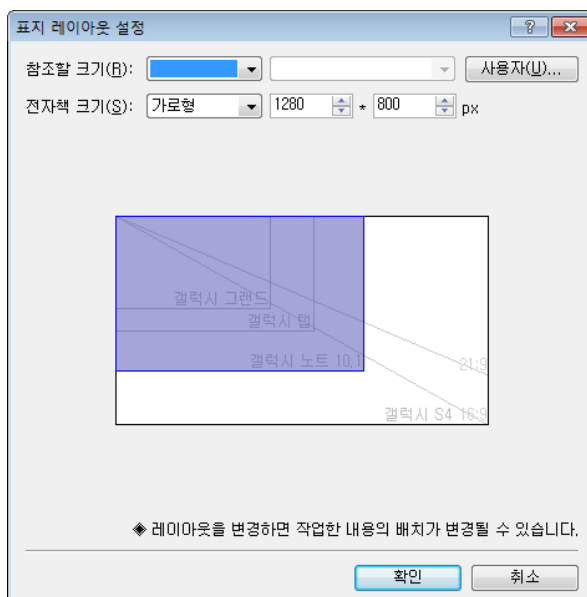 표지 레이아웃 설정
참조할 크기(R): 사용자(U)...
전자책 크기(S): 가로형 1280 * 800 px
갤럭시 그랜드
갤럭시 탭
갤럭시 노트 10.1 21:9
갤럭시 S4 16:9
◈ 레이아웃을 변경하면 작업한 내용의 배치가 변경될 수 있습니다.
확인 취소